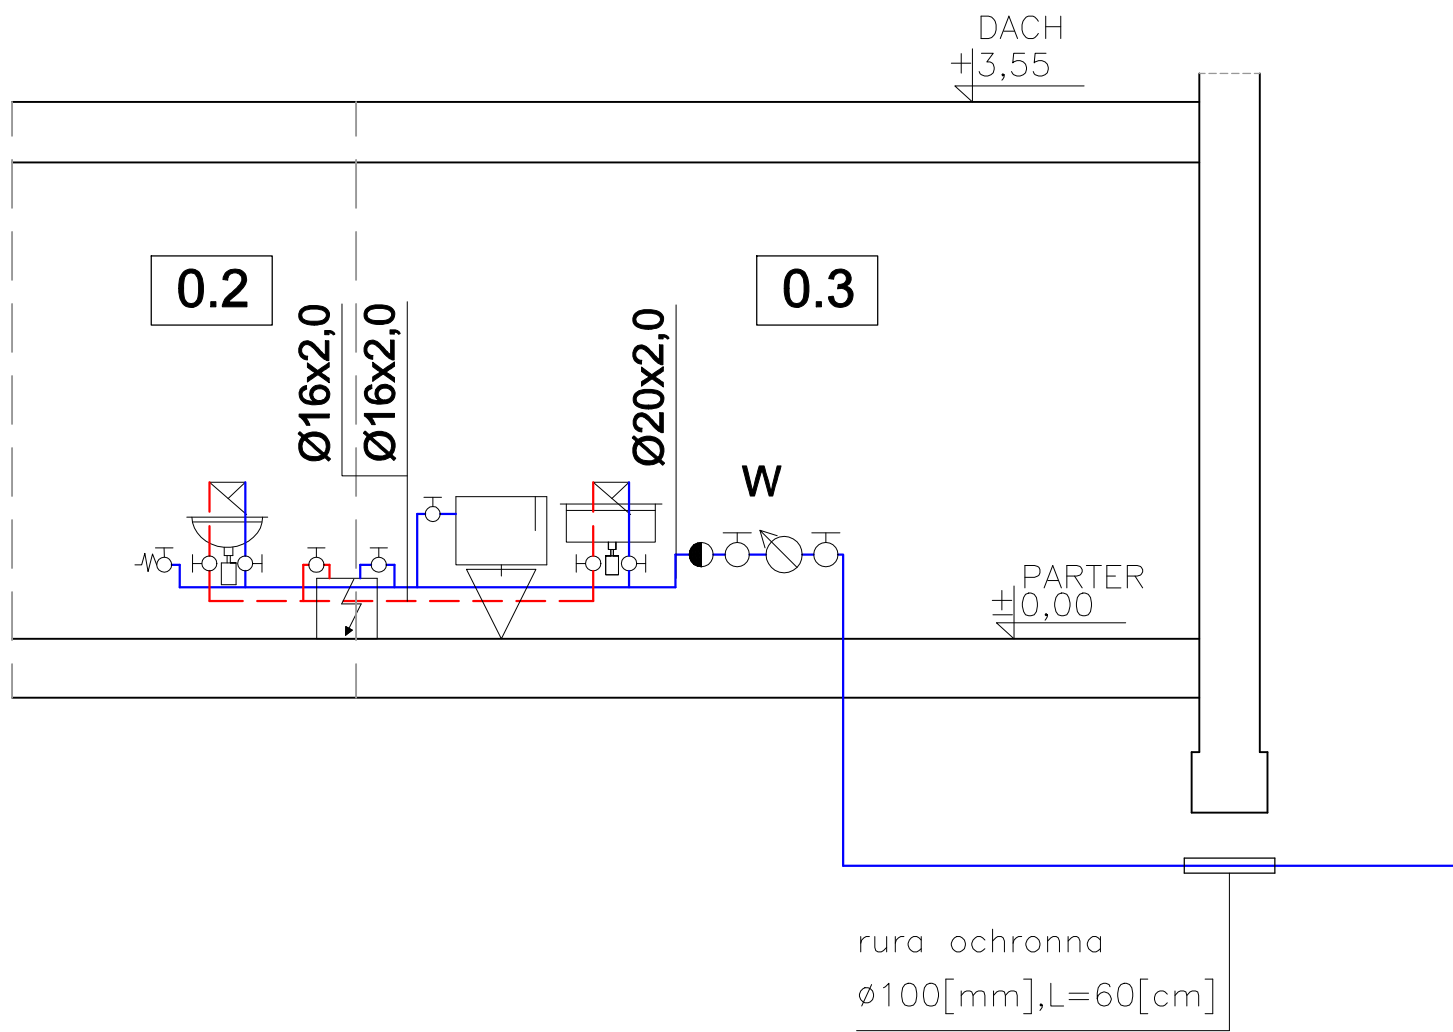 DACH
+3,55
0.2
0.3
Ø16x2,0
Ø16x2,0
Ø20x2,0
W
PARTER
±0,00
rura ochronna
Ø100[mm],L=60[cm]